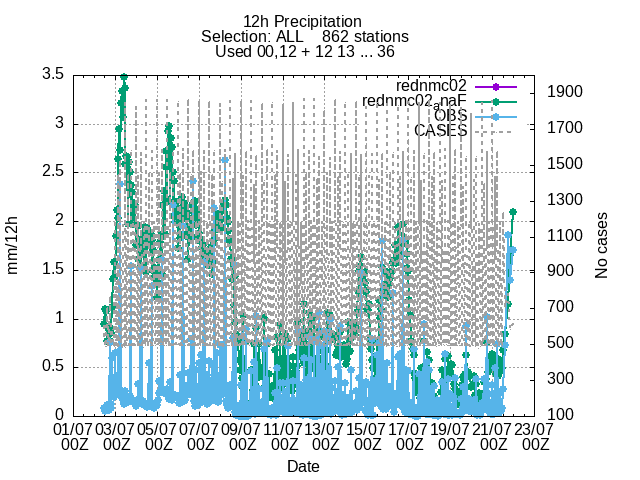 12h Precipitation
Selection: ALL    862 stations
Used 00,12 + 12 13 ... 36
rednmc02
rednmc02_anaF
OBS
CASES
3.5
3
2.5
2
1.5
1
0.5
0
1900
1700
1500
1300
1100
900
700
500
300
100
mm/12h
No cases
01/07 03/07 05/07 07/07 09/07 11/07 13/07 15/07 17/07 19/07 21/07 23/07
00Z 00Z 00Z 00Z 00Z 00Z 00Z 00Z 00Z 00Z 00Z 00Z
Date